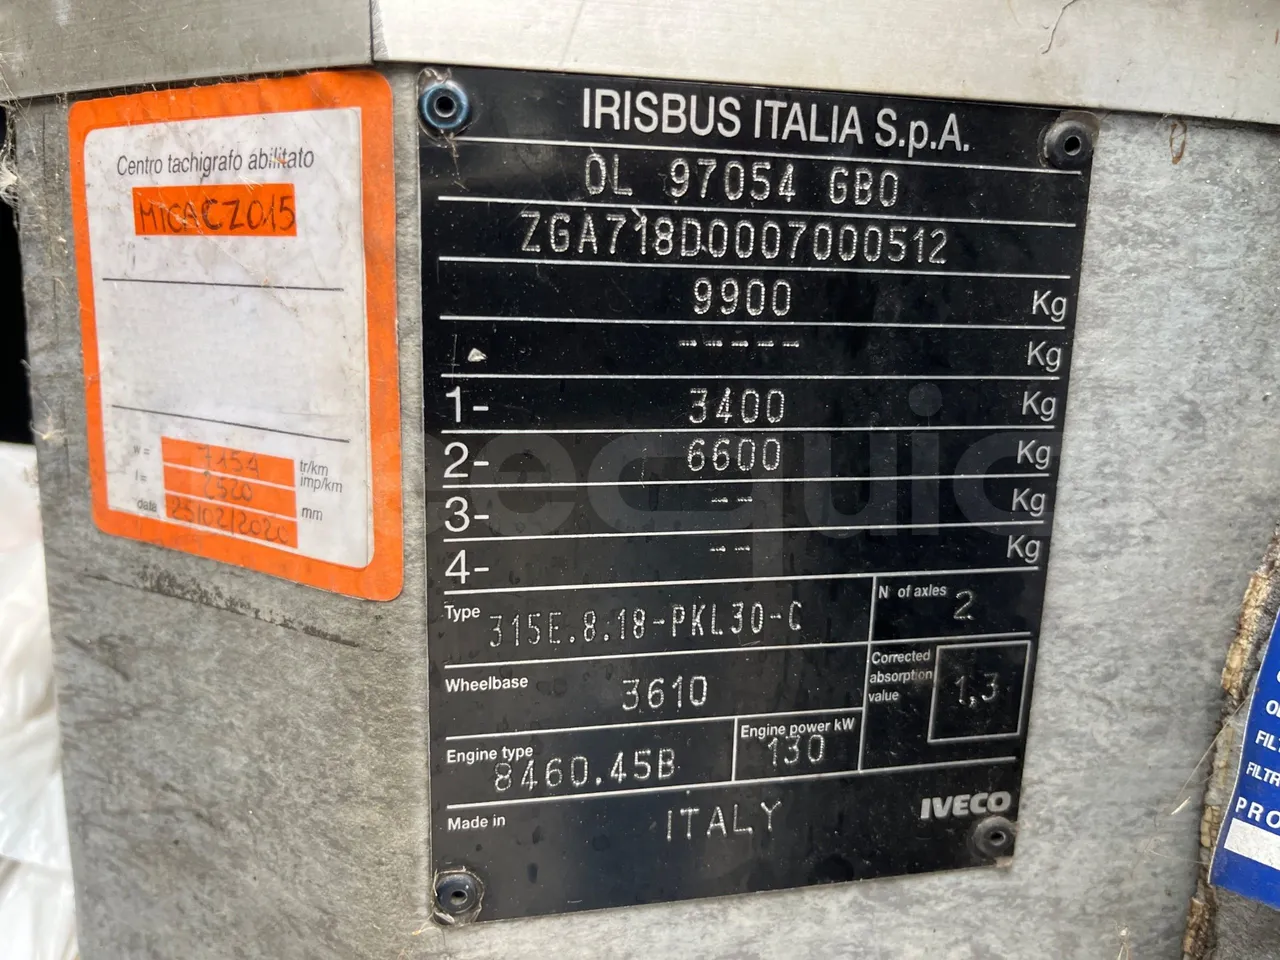 Centro tachigrafo abilitato
MICACZ015
w = 7154 tr/km
imp/km
l = 2520 mm
data 25/02/2020
IRISBUS ITALIA S.p.A.
OL 97054 GBO
ZGA718D0007000512
9900 Kg
----- Kg
1- 3400 Kg
2- 6600 Kg
3- -- Kg
4- -- Kg
Type 315E.8.18-PKL30-C
N° of axles 2
Wheelbase 3610
Corrected
absorption
value
1,3
Engine type 8460.45B
Engine power kW 130
Made in ITALY
IVECO
PRO